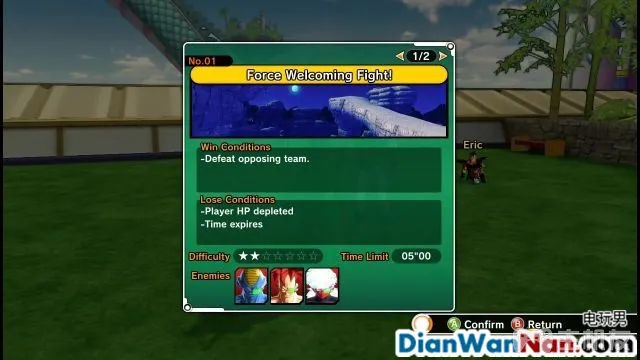 No.01
1/2
Force Welcoming Fight!
Win Conditions
-Defeat opposing team.
Eric
Lose Conditions
-Player HP depleted
-Time expires
Difficulty
Time Limit 05"00
Enemies
电玩男
A Confirm B Return
DianWanNan.com